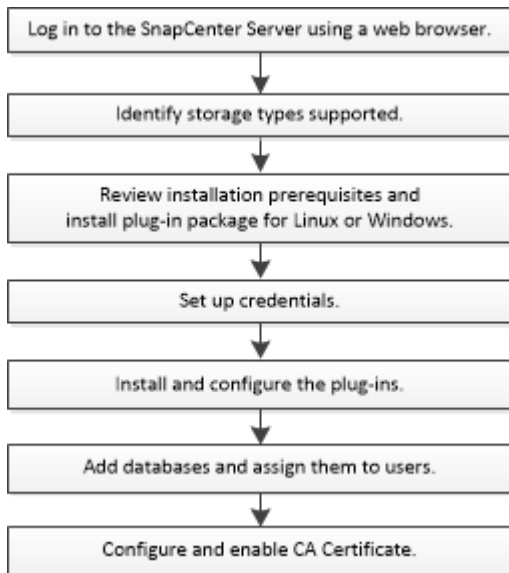 Log in to the SnapCenter Server using a web browser.
Identify storage types supported.
Review installation prerequisites and
install plug-in package for Linux or Windows.
Set up credentials.
Install and configure the plug-ins.
Add databases and assign them to users.
Configure and enable CA Certificate.